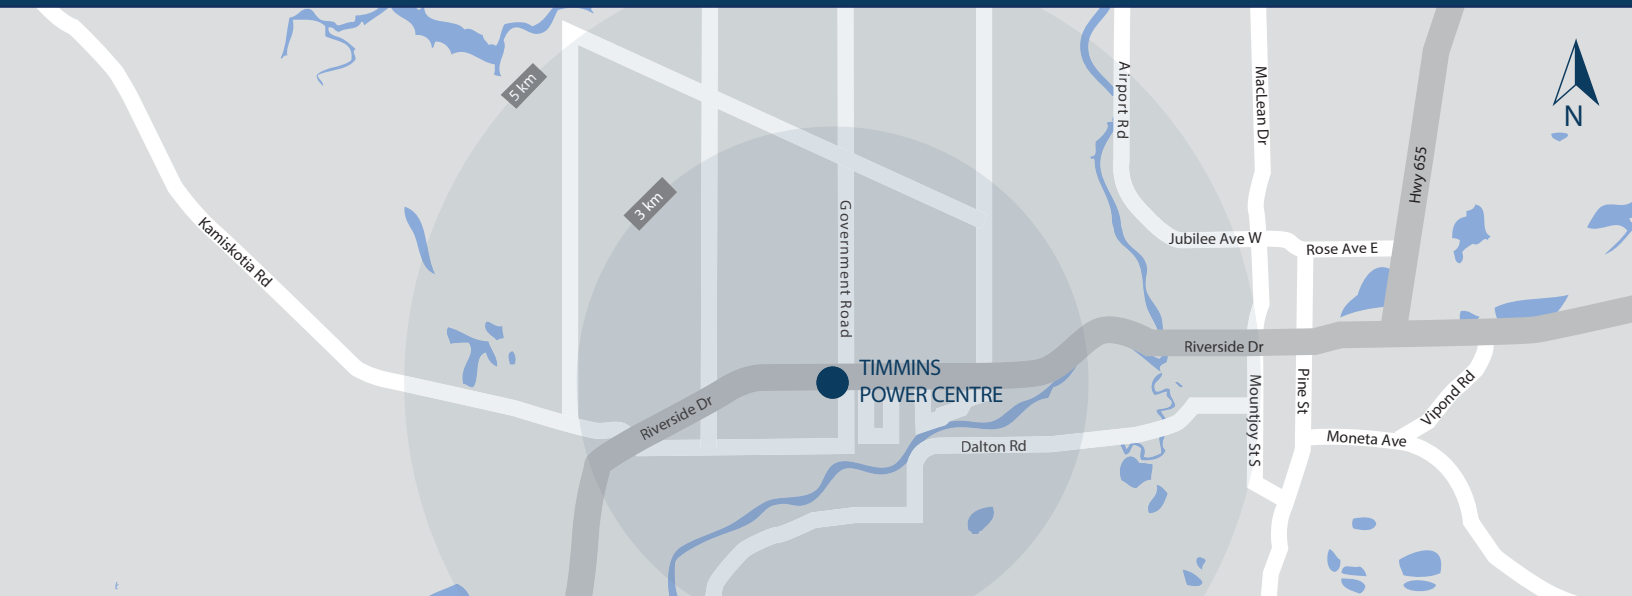 5 km
3 km
Airport Rd
MacLean Dr
Hwy 655
N
Kamiskotia Rd
Government Road
Jubilee Ave W
Rose Ave E
Riverside Dr
TIMMINS
POWER CENTRE
Riverside Dr
Mountjoy St S
Pine St
Vipond Rd
Moneta Ave
Dalton Rd